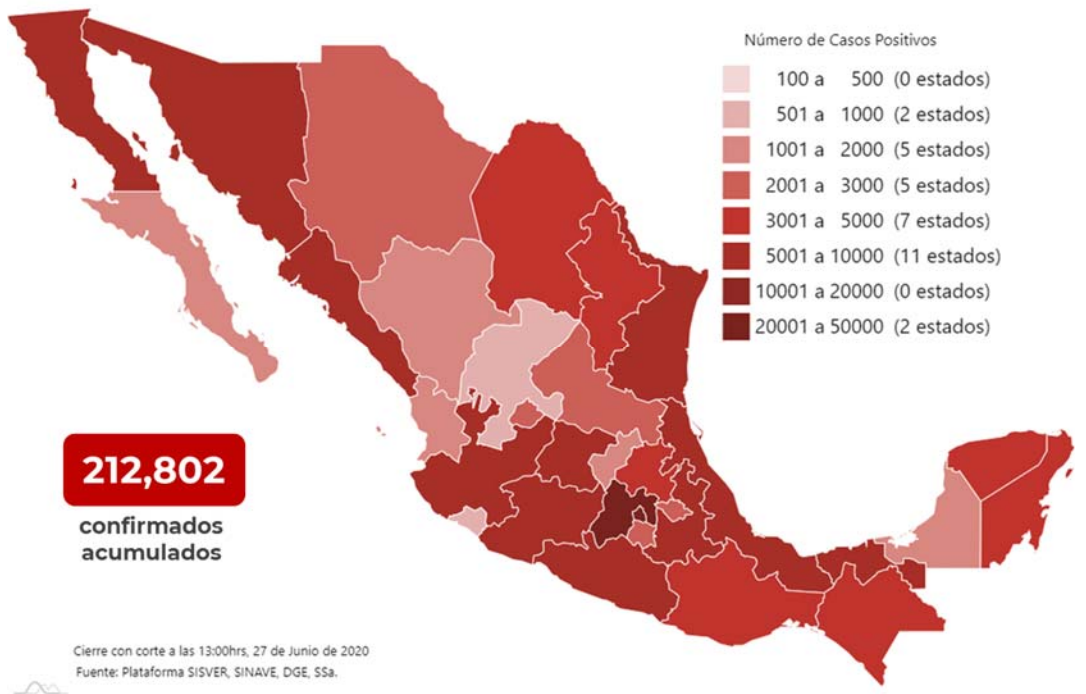 Número de Casos Positivos
100 a 500 (0 estados)
501 a 1000 (2 estados)
1001 a 2000 (5 estados)
2001 a 3000 (5 estados)
3001 a 5000 (7 estados)
5001 a 10000 (11 estados)
10001 a 20000 (0 estados)
20001 a 50000 (2 estados)
212,802
confirmados
acumulados
Cierre con corte a las 13:00hrs, 27 de Junio de 2020
Fuente: Plataforma SISVER, SINAVE, DGE, SSa.